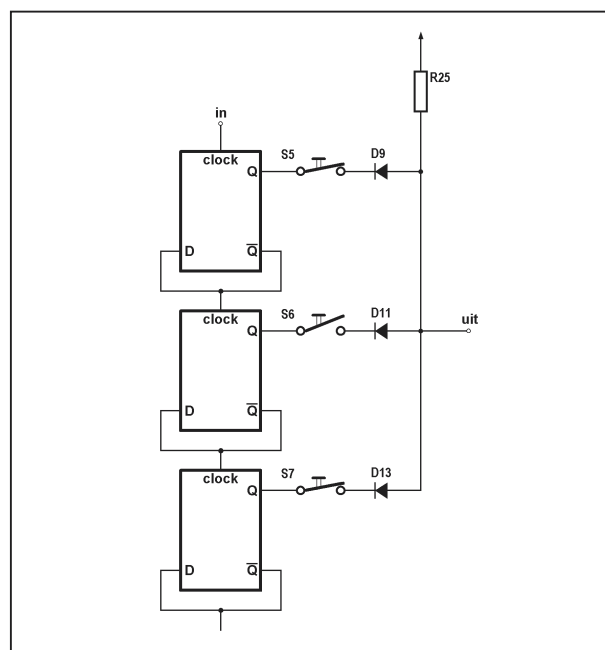 R25
in
clock
Q
S5
D9
D
Q̅
clock
Q
S6
D11
uit
D
Q̅
clock
Q
S7
D13
D
Q̅